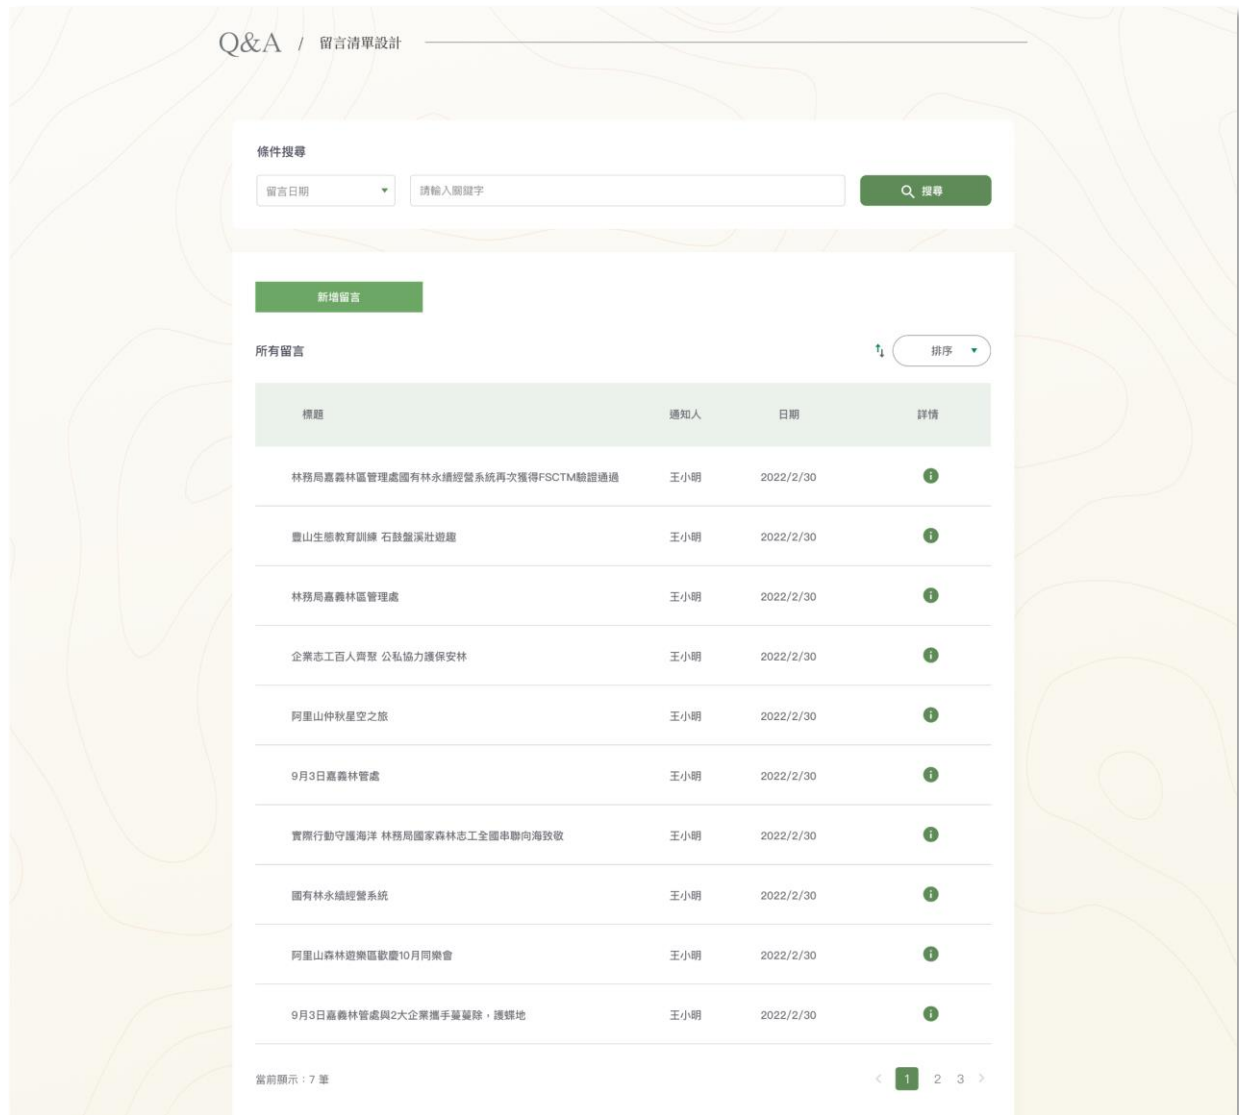 Q&A / 留言清單設計
條件搜尋
留言日期 請輸入關鍵字 搜尋
新增留言
所有留言 排序
標題 通知人 日期 詳情
林務局嘉義林區管理處國有林永續經營系統再次獲得FSCTM驗證通過 王小明 2022/2/30
豐山生態教育訓練 石鼓盤溪壯遊趣 王小明 2022/2/30
林務局嘉義林區管理處 王小明 2022/2/30
企業志工百人齊聚 公私協力護保安林 王小明 2022/2/30
阿里山仲秋星空之旅 王小明 2022/2/30
9月3日嘉義林管處 王小明 2022/2/30
實際行動守護海洋 林務局國家森林志工全國串聯向海致敬 王小明 2022/2/30
國有林永續經營系統 王小明 2022/2/30
阿里山森林遊樂區歡慶10月同樂會 王小明 2022/2/30
9月3日嘉義林管處與2大企業攜手蔓蔓除，護蝶地 王小明 2022/2/30
當前顯示：7 筆 < 1 2 3 >